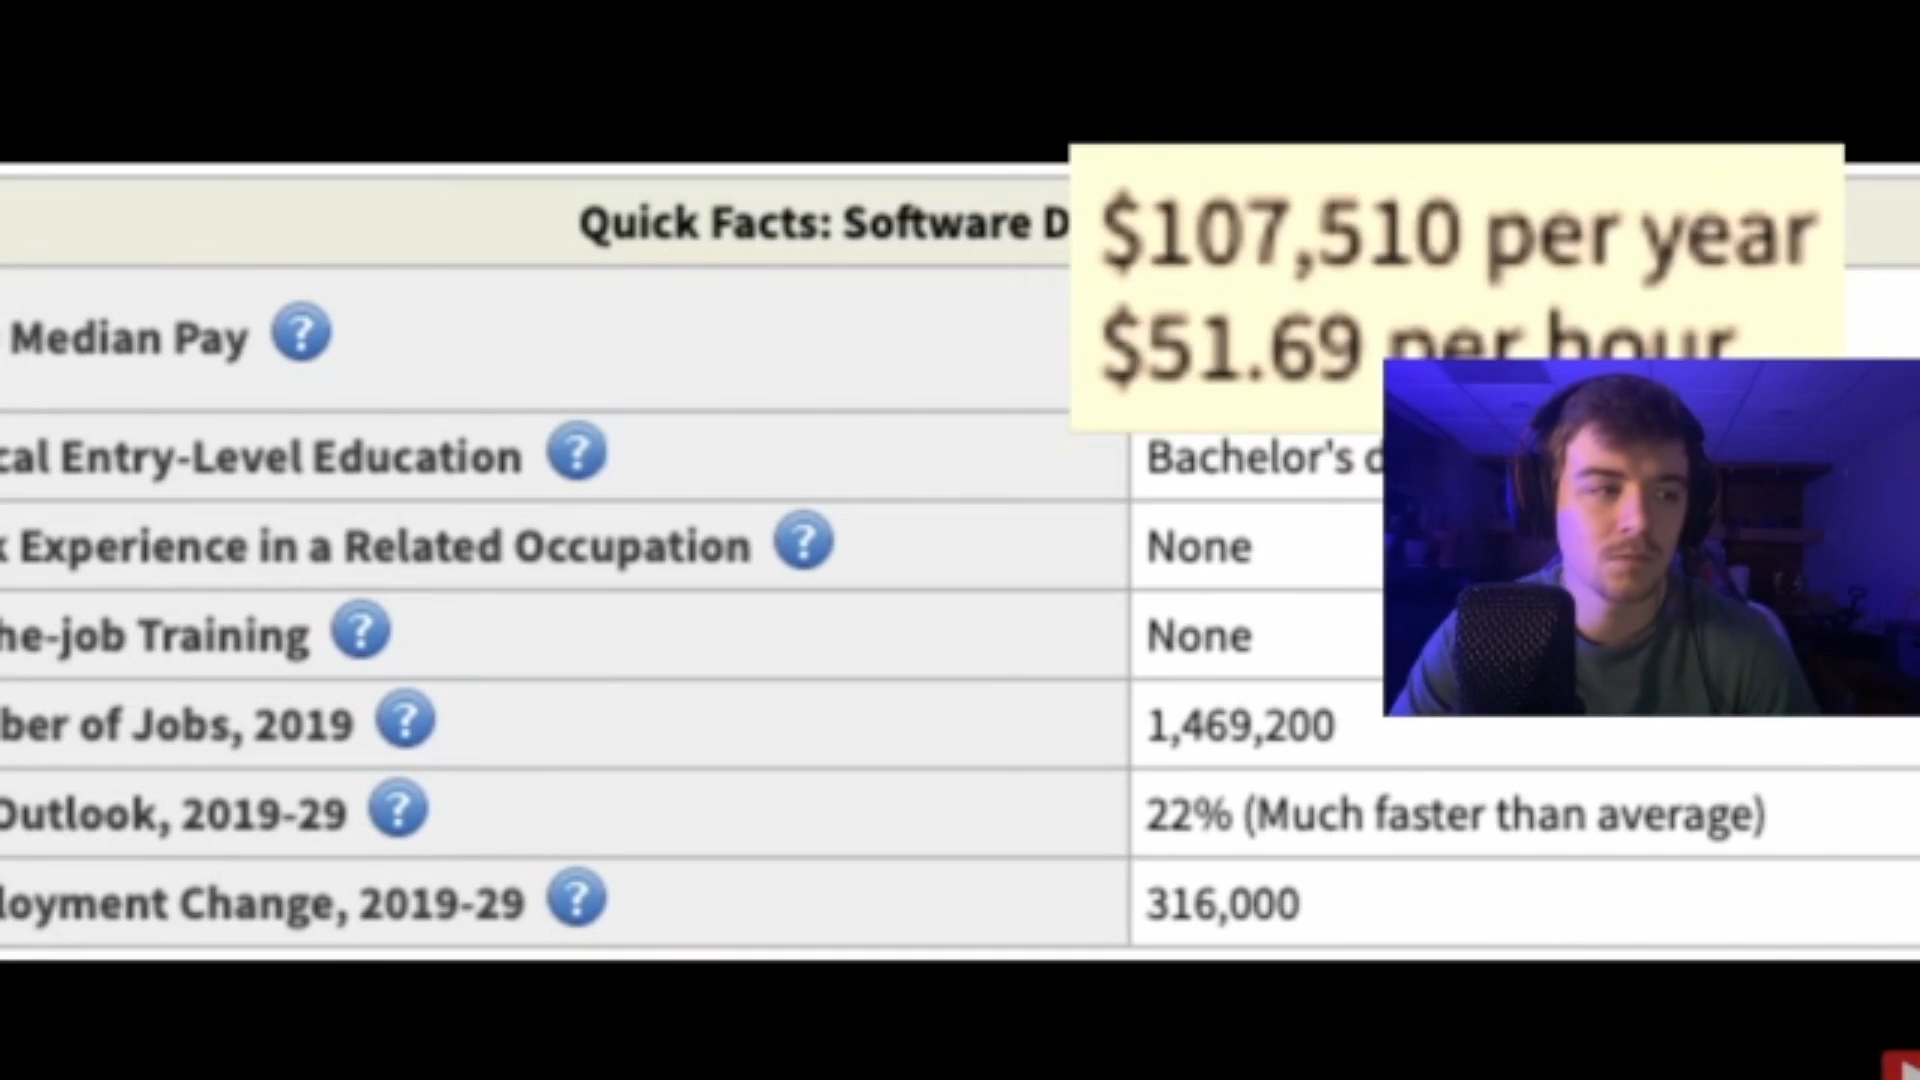 Quick Facts: Software D
$107,510 per year
$51.69 per hour
Median Pay ?
cal Entry-Level Education ?
Bachelor's d
k Experience in a Related Occupation ?
None
he-job Training ?
None
ber of Jobs, 2019 ?
1,469,200
Outlook, 2019-29 ?
22% (Much faster than average)
loyment Change, 2019-29 ?
316,000